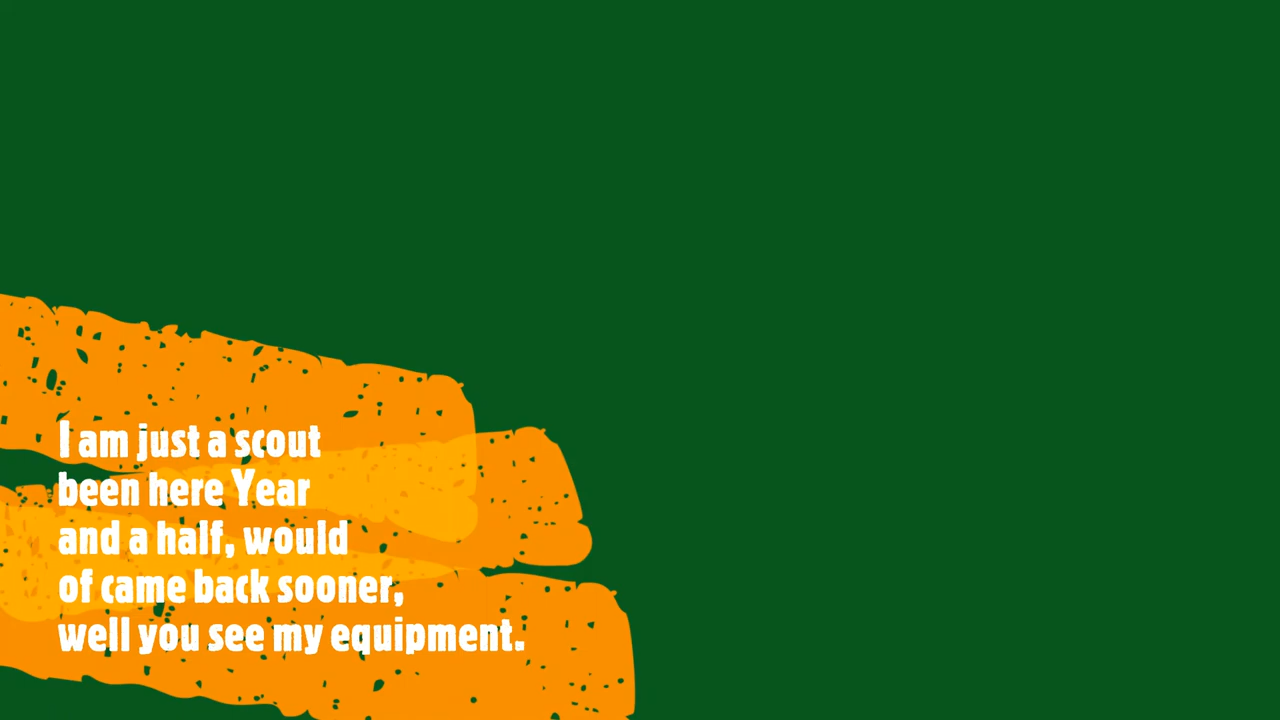 I am just a scout
been here Year
and a half, would
of came back sooner,
well you see my equipment.